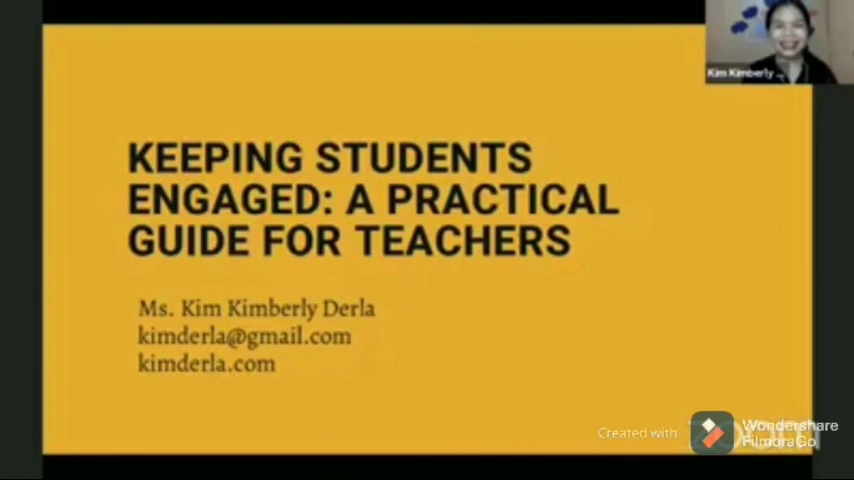 Kim Kimberly ...
KEEPING STUDENTS
ENGAGED: A PRACTICAL
GUIDE FOR TEACHERS
Ms. Kim Kimberly Derla
kimderla@gmail.com
kimderla.com
Created with
Wondershare
FilmoraGo